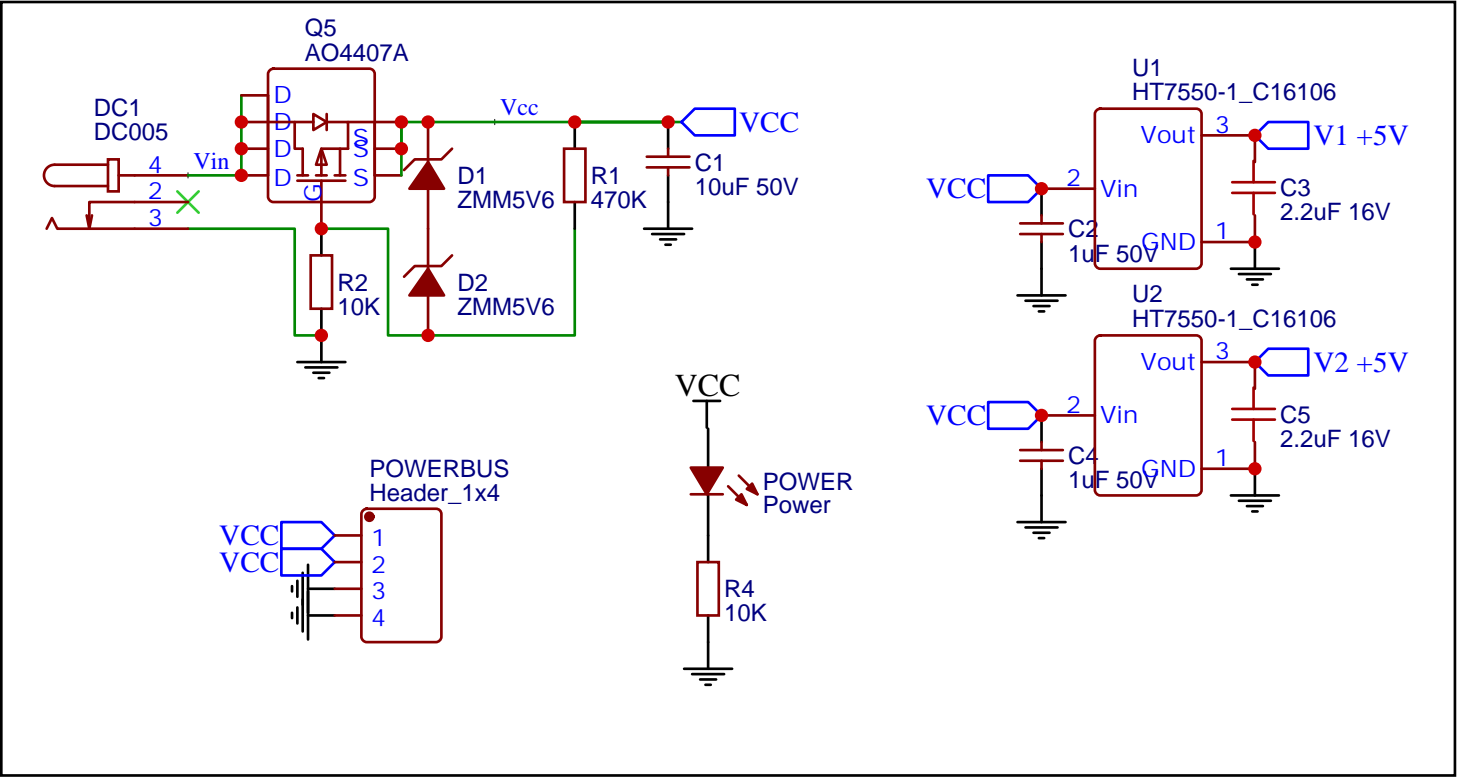 Q5
AO4407A
DC1
DC005
4
2
3
Vin
D
D
D
D
S
S
S
S
G
Vcc
VCC
D1
ZMM5V6
D2
ZMM5V6
R1
470K
C1
10uF 50V
R2
10K
U1
HT7550-1_C16106
Vout
3
V1 +5V
VCC
2
Vin
C2
1uF 50V
GND
1
C3
2.2uF 16V
U2
HT7550-1_C16106
Vout
3
V2 +5V
VCC
2
Vin
C4
1uF 50V
GND
1
C5
2.2uF 16V
POWERBUS
Header_1x4
VCC
1
VCC
2
3
4
VCC
POWER
Power
R4
10K